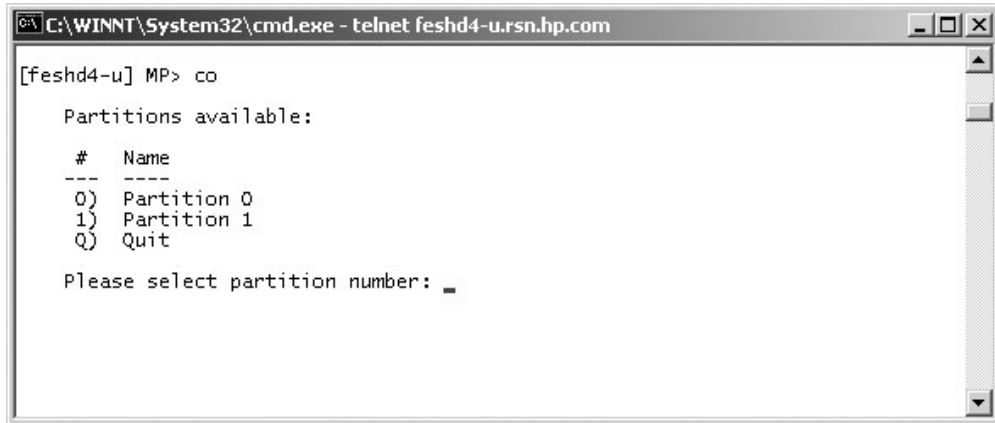 C:\WINNT\System32\cmd.exe - telnet feshd4-u.rsn.hp.com
[feshd4-u] MP> co
Partitions available:
# Name
--- ----
0) Partition 0
1) Partition 1
Q) Quit
Please select partition number: _